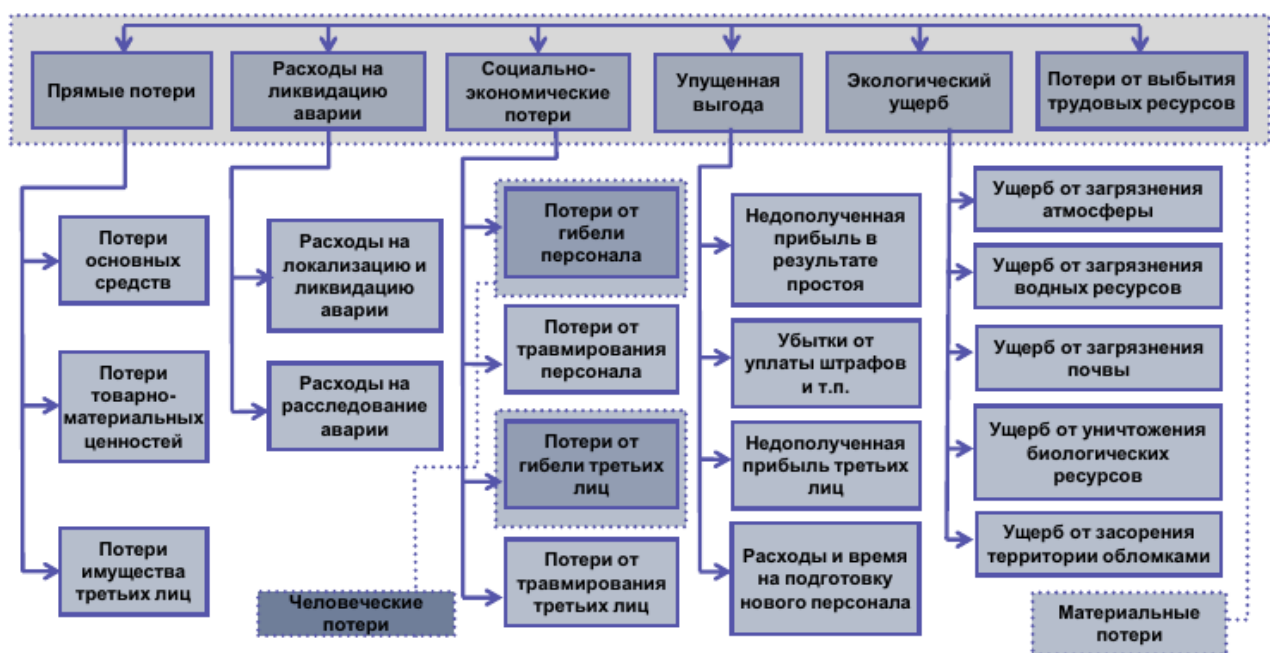 Прямые потери
Расходы на
ликвидацию
аварии
Социально-
экономические
потери
Упущенная
выгода
Экологический
ущерб
Потери от выбытия
трудовых ресурсов
Потери
основных
средств
Потери
товарно-
материальных
ценностей
Потери
имущества
третьих лиц
Расходы на
локализацию и
ликвидацию
аварии
Расходы на
расследование
аварии
Потери от
гибели
персонала
Потери от
травмирования
персонала
Потери от
гибели третьих
лиц
Потери от
травмирования
третьих лиц
Недополученная
прибыль в
результате
простоя
Убытки от
уплаты штрафов
и т.п.
Недополученная
прибыль третьих
лиц
Расходы и время
на подготовку
нового персонала
Ущерб от загрязнения
атмосферы
Ущерб от загрязнения
водных ресурсов
Ущерб от загрязнения
почвы
Ущерб от уничтожения
биологических
ресурсов
Ущерб от засорения
территории обломками
Человеческие
потери
Материальные
потери